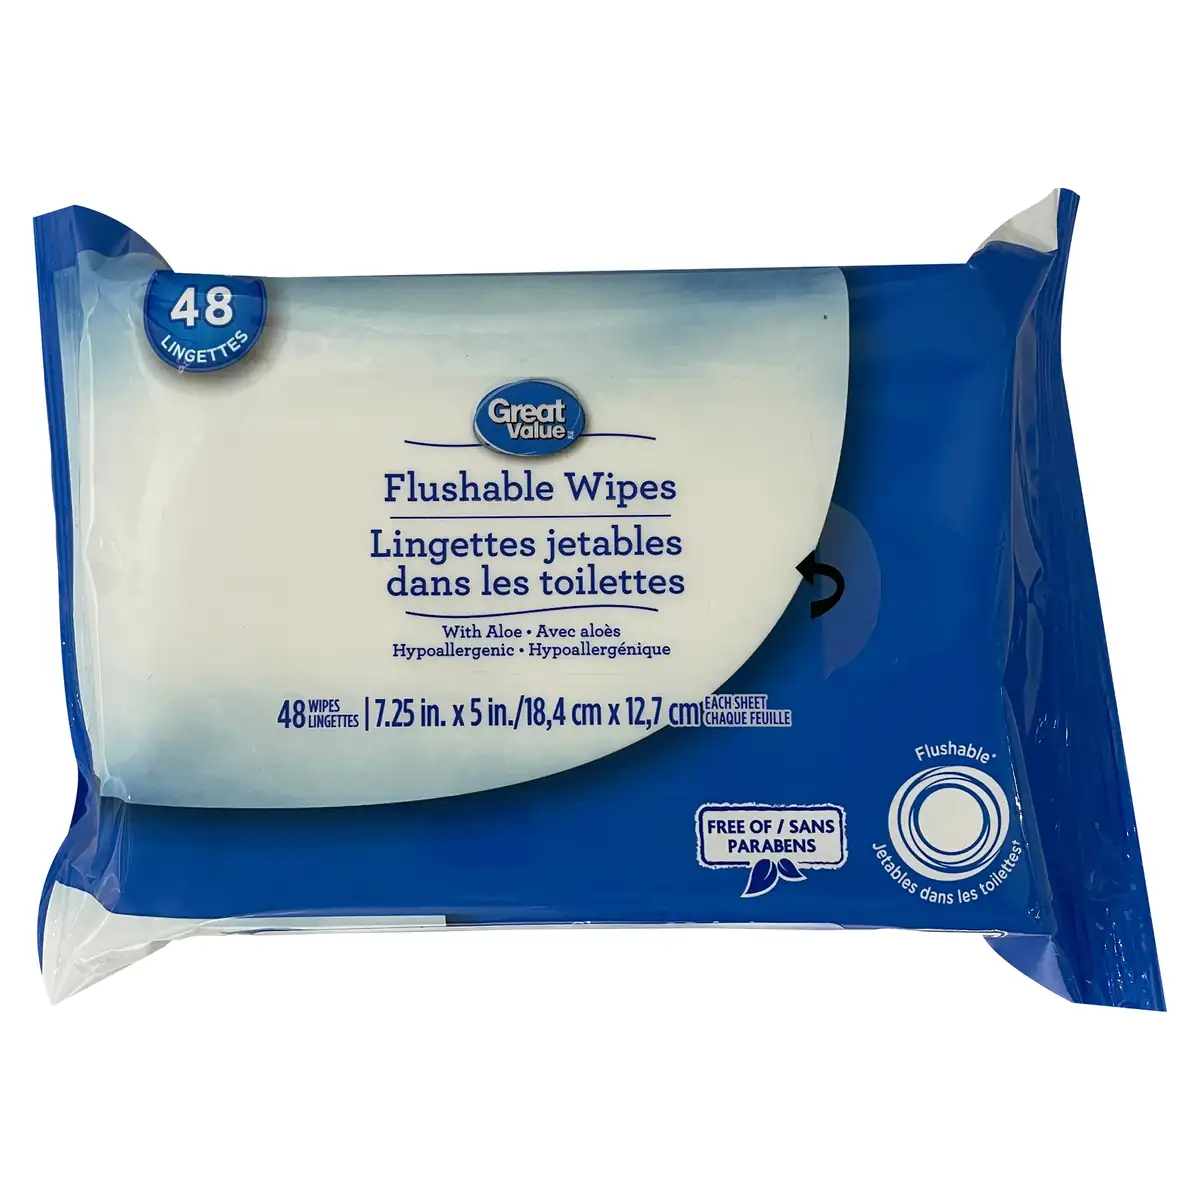 48
LINGETTES
Great
Value
Flushable Wipes
Lingettes jetables
dans les toilettes
With Aloe • Avec aloès
Hypoallergenic • Hypoallergénique
48 WIPES LINGETTES | 7.25 in. x 5 in./18,4 cm x 12,7 cm EACH SHEET CHAQUE FEUILLE
FREE OF / SANS
PARABENS
Flushable*
Jetables dans les toilettes†